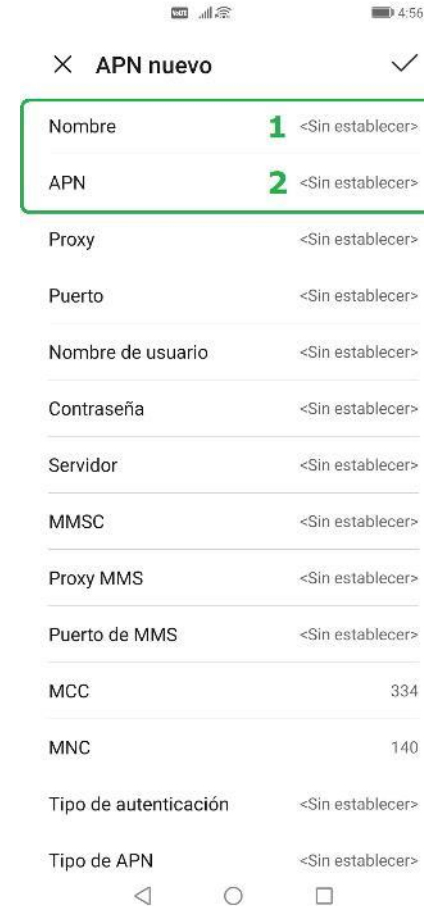 VoLTE 4:56
APN nuevo
Nombre 1 <Sin establecer>
APN 2 <Sin establecer>
Proxy <Sin establecer>
Puerto <Sin establecer>
Nombre de usuario <Sin establecer>
Contraseña <Sin establecer>
Servidor <Sin establecer>
MMSC <Sin establecer>
Proxy MMS <Sin establecer>
Puerto de MMS <Sin establecer>
MCC 334
MNC 140
Tipo de autenticación <Sin establecer>
Tipo de APN <Sin establecer>